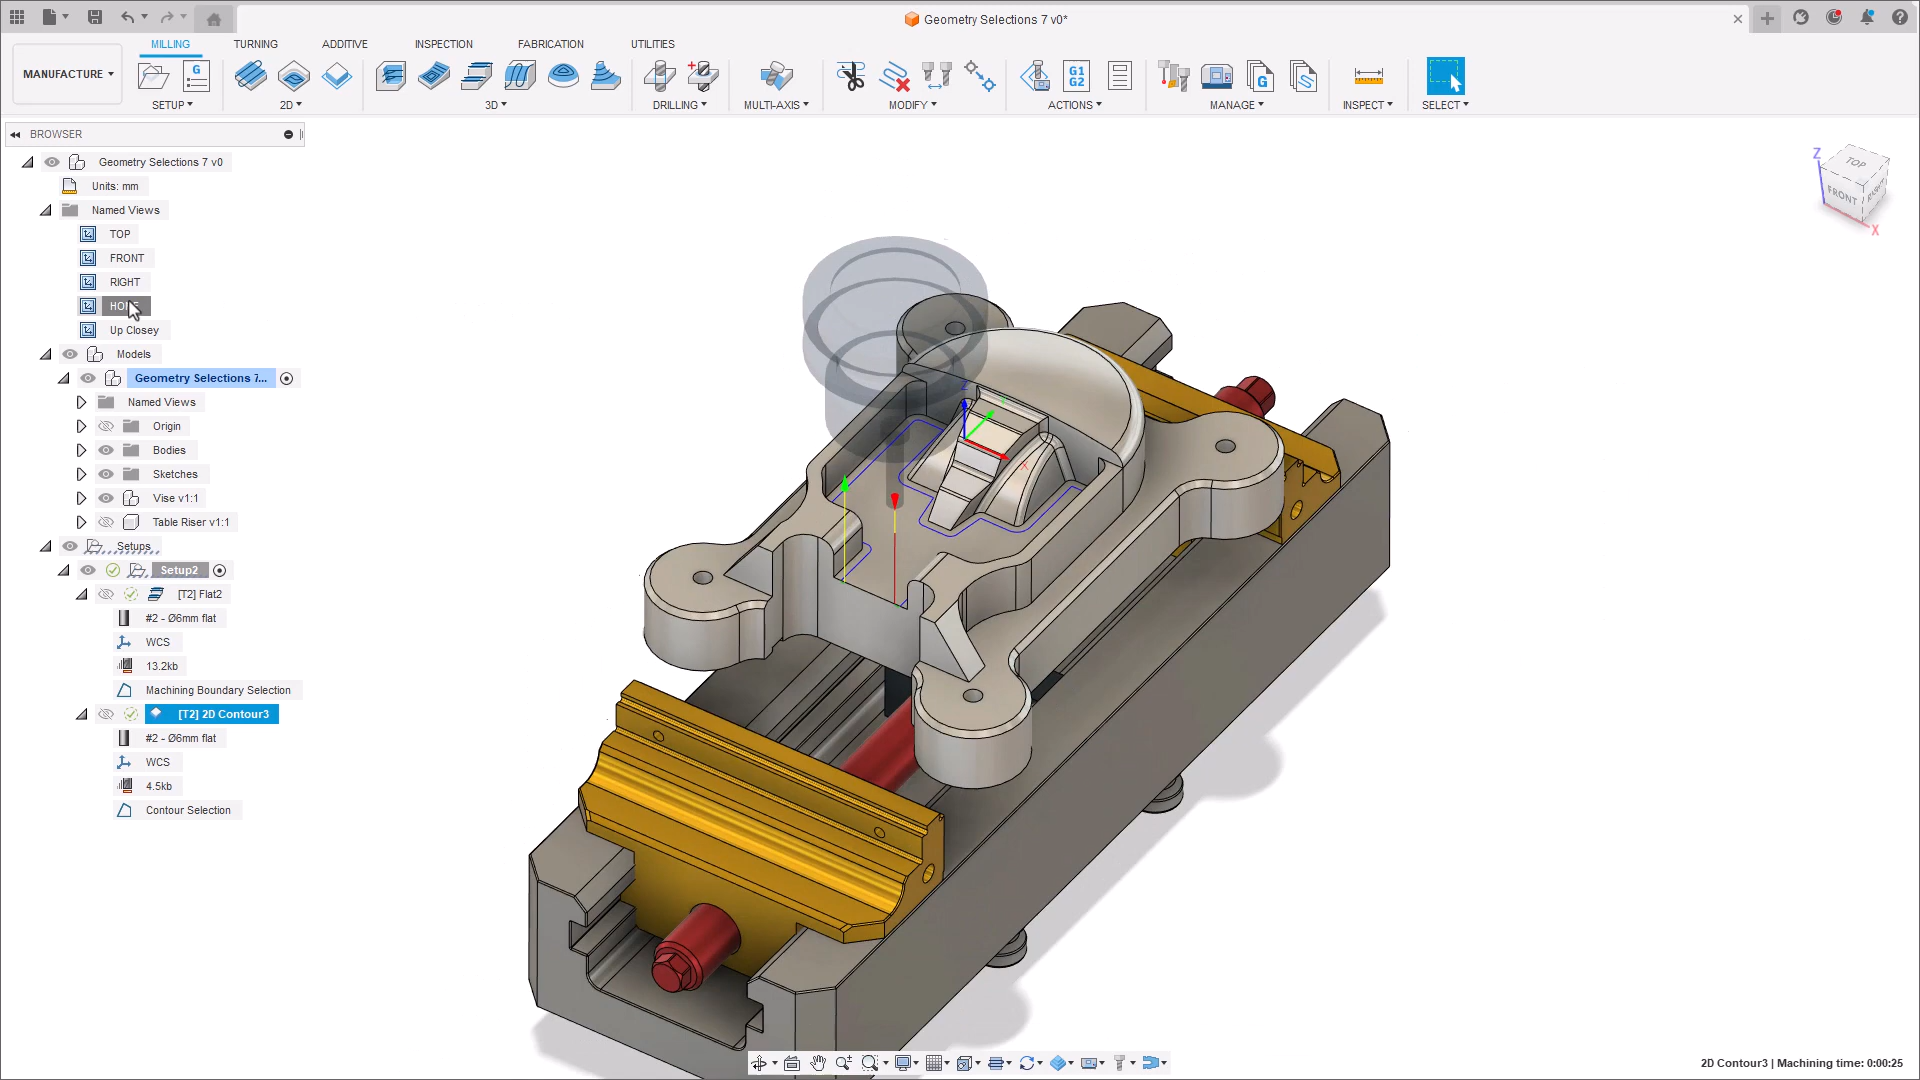 Geometry Selections 7 v0*
MILLING
TURNING
ADDITIVE
INSPECTION
FABRICATION
UTILITIES
MANUFACTURE
G
G1
G2
G
SETUP
2D
3D
DRILLING
MULTI-AXIS
MODIFY
ACTIONS
MANAGE
INSPECT
SELECT
BROWSER
Geometry Selections 7 v0
Units: mm
Named Views
TOP
FRONT
RIGHT
Up Closey
Models
Geometry Selections 7...
Named Views
Origin
Bodies
Sketches
Vise v1:1
Table Riser v1:1
Setups
Setup2
[T2] Flat2
#2 - Ø6mm flat
WCS
13.2kb
Machining Boundary Selection
[T2] 2D Contour3
#2 - Ø6mm flat
WCS
4.5kb
Contour Selection
Z
TOP
FRONT
RIGHT
X
Z
X
2D Contour3 | Machining time: 0:00:25